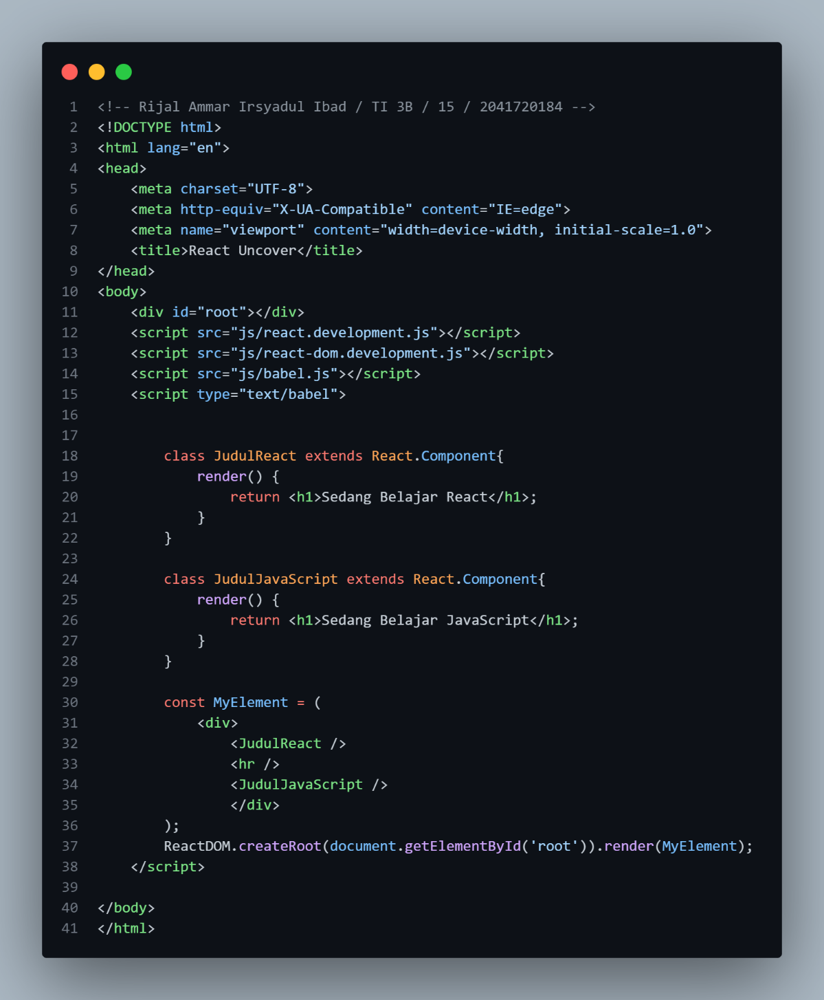 1 <!-- Rijal Ammar Irsyadul Ibad / TI 3B / 15 / 2041720184 -->
2 <!DOCTYPE html>
3 <html lang="en">
4 <head>
5     <meta charset="UTF-8">
6     <meta http-equiv="X-UA-Compatible" content="IE=edge">
7     <meta name="viewport" content="width=device-width, initial-scale=1.0">
8     <title>React Uncover</title>
9 </head>
10 <body>
11     <div id="root"></div>
12     <script src="js/react.development.js"></script>
13     <script src="js/react-dom.development.js"></script>
14     <script src="js/babel.js"></script>
15     <script type="text/babel">
16
17
18         class JudulReact extends React.Component{
19             render() {
20                 return <h1>Sedang Belajar React</h1>;
21             }
22         }
23
24         class JudulJavaScript extends React.Component{
25             render() {
26                 return <h1>Sedang Belajar JavaScript</h1>;
27             }
28         }
29
30         const MyElement = (
31             <div>
32                 <JudulReact />
33                 <hr />
34                 <JudulJavaScript />
35                 </div>
36         );
37         ReactDOM.createRoot(document.getElementById('root')).render(MyElement);
38     </script>
39
40 </body>
41 </html>